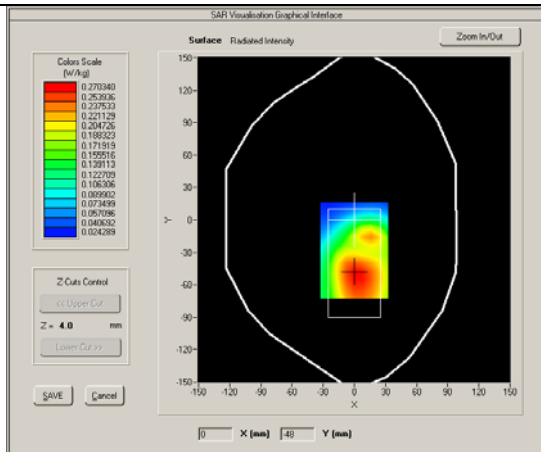 SAR Visualisation Graphical Interface
Surface Radiated Intensity
Zoom In/Out
Colors Scale
(W/kg)
0.270340
0.253936
0.237533
0.221129
0.204726
0.188323
0.171919
0.155516
0.139113
0.122709
0.106306
0.089902
0.073499
0.057096
0.040692
0.024289
150-
120-
90-
60-
30-
0-
-30-
-60-
-90-
-120-
-150-
Y
-150 -120 -90 -60 -30 0 30 60 90 120 150
X
Z Cuts Control
<< Upper Cut
Z = 4.0 mm
Lower Cut >>
SAVE Cancel
0 X (mm) -48 Y (mm)